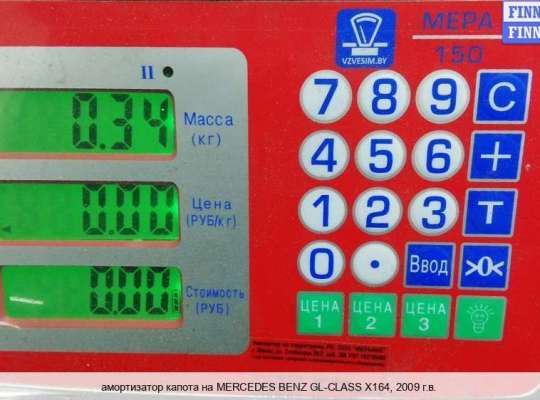 МЕРА
150
VZVESIM.BY
FINN
FINN
II
0.34
Масса
(кг)
0.00
Цена
(РУБ/кг)
0.00
Стоимость
(РУБ)
7 8 9 С
4 5 6 +
1 2 3 Т
0 • Ввод >0<
ЦЕНА 1 ЦЕНА 2 ЦЕНА 3
амортизатор капота на MERCEDES BENZ GL-CLASS X164, 2009 г.в.